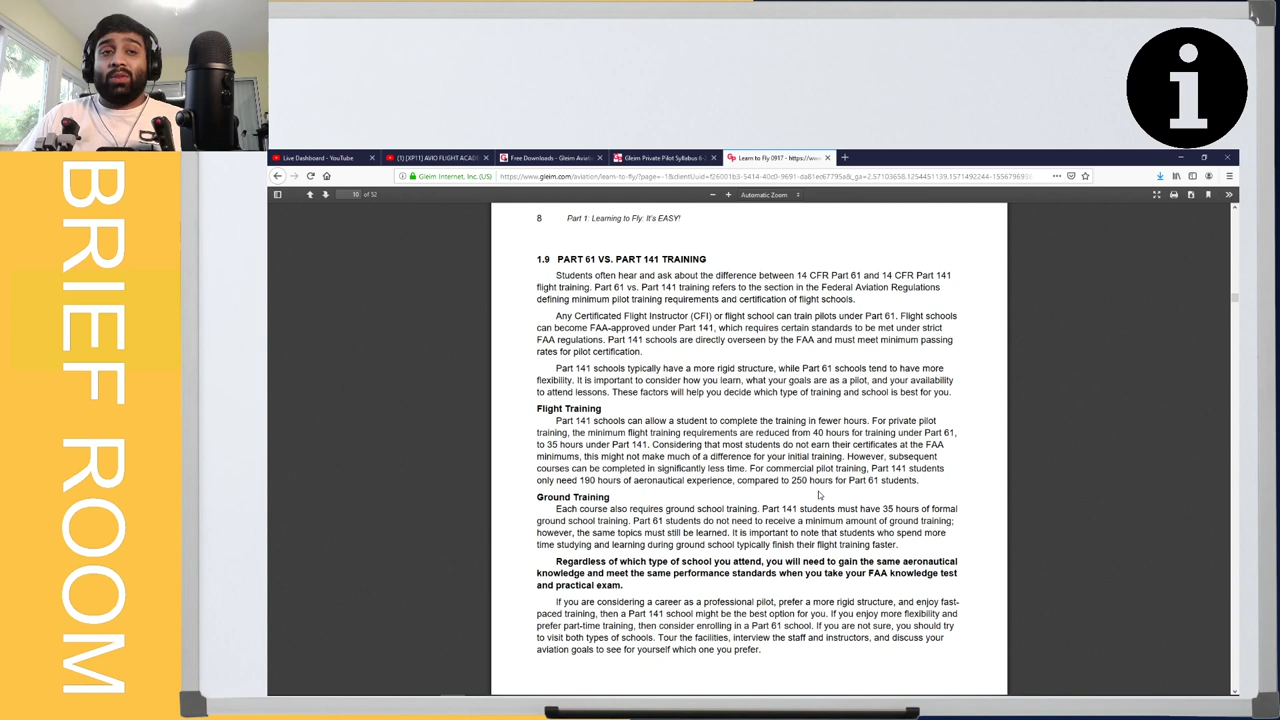 BRIEF ROOM
Live Dashboard - YouTube
(1) [XP11] AVIO FLIGHT ACAD
Free Downloads - Gleim Aviati
Gleim Private Pilot Syllabus 6-2
Learn to Fly 0917 - https://www.
Gleim Internet, Inc. (US)
10 of 52
Automatic Zoom
8 Part 1: Learning to Fly: It's EASY!
1.9 PART 61 VS. PART 141 TRAINING
Students often hear and ask about the difference between 14 CFR Part 61 and 14 CFR Part 141
flight training. Part 61 vs. Part 141 training refers to the section in the Federal Aviation Regulations
defining minimum pilot training requirements and certification of flight schools.
Any Certificated Flight Instructor (CFI) or flight school can train pilots under Part 61. Flight schools
can become FAA-approved under Part 141, which requires certain standards to be met under strict
FAA regulations. Part 141 schools are directly overseen by the FAA and must meet minimum passing
rates for pilot certification.
Part 141 schools typically have a more rigid structure, while Part 61 schools tend to have more
flexibility. It is important to consider how you learn, what your goals are as a pilot, and your availability
to attend lessons. These factors will help you decide which type of training and school is best for you.
Flight Training
Part 141 schools can allow a student to complete the training in fewer hours. For private pilot
training, the minimum flight training requirements are reduced from 40 hours for training under Part 61,
to 35 hours under Part 141. Considering that most students do not earn their certificates at the FAA
minimums, this might not make much of a difference for your initial training. However, subsequent
courses can be completed in significantly less time. For commercial pilot training, Part 141 students
only need 190 hours of aeronautical experience, compared to 250 hours for Part 61 students.
Ground Training
Each course also requires ground school training. Part 141 students must have 35 hours of formal
ground school training. Part 61 students do not need to receive a minimum amount of ground training;
however, the same topics must still be learned. It is important to note that students who spend more
time studying and learning during ground school typically finish their flight training faster.
Regardless of which type of school you attend, you will need to gain the same aeronautical
knowledge and meet the same performance standards when you take your FAA knowledge test
and practical exam.
If you are considering a career as a professional pilot, prefer a more rigid structure, and enjoy fast-
paced training, then a Part 141 school might be the best option for you. If you enjoy more flexibility and
prefer part-time training, then consider enrolling in a Part 61 school. If you are not sure, you should try
to visit both types of schools. Tour the facilities, interview the staff and instructors, and discuss your
aviation goals to see for yourself which one you prefer.